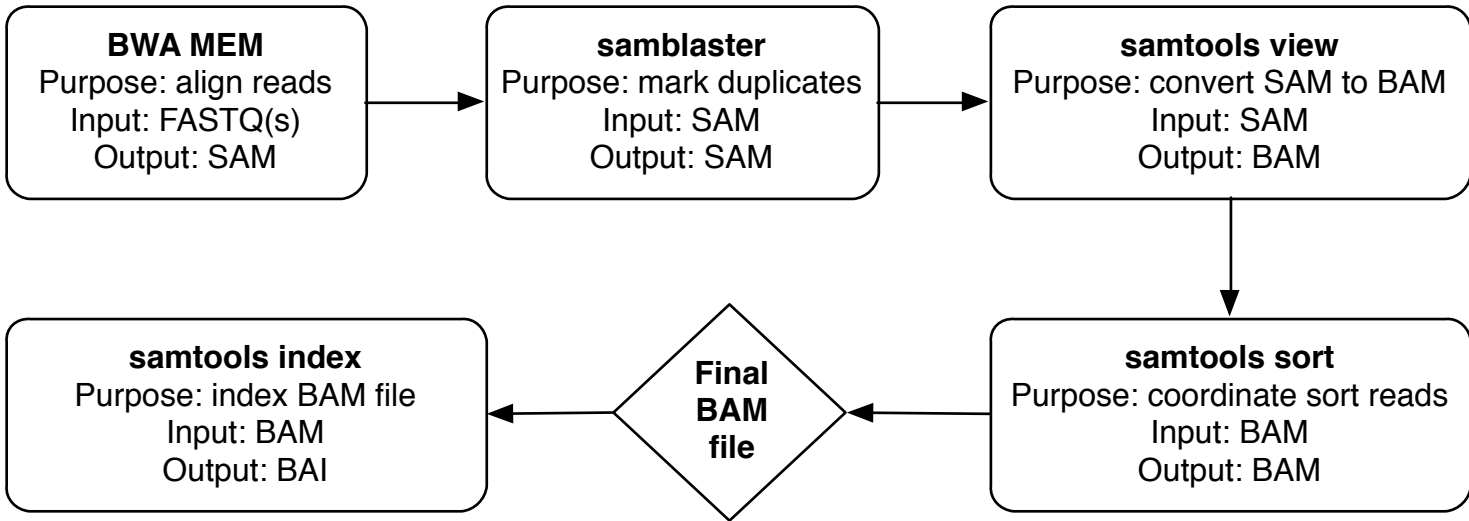 BWA MEM
Purpose: align reads
Input: FASTQ(s)
Output: SAM
samblaster
Purpose: mark duplicates
Input: SAM
Output: SAM
samtools view
Purpose: convert SAM to BAM
Input: SAM
Output: BAM
samtools sort
Purpose: coordinate sort reads
Input: BAM
Output: BAM
Final
BAM
file
samtools index
Purpose: index BAM file
Input: BAM
Output: BAI